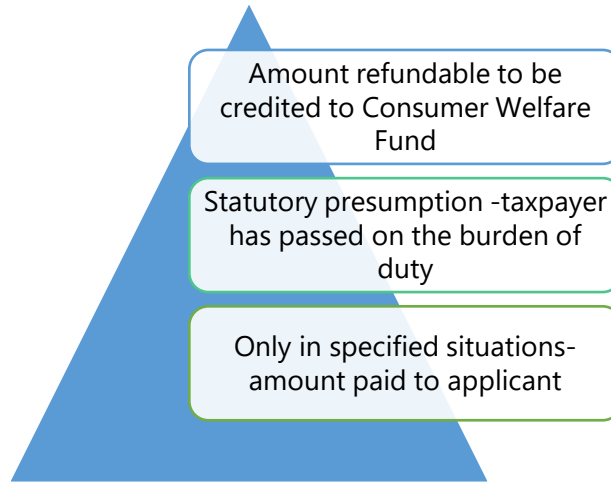 Amount refundable to be
credited to Consumer Welfare
Fund
Statutory presumption -taxpayer
has passed on the burden of
duty
Only in specified situations-
amount paid to applicant